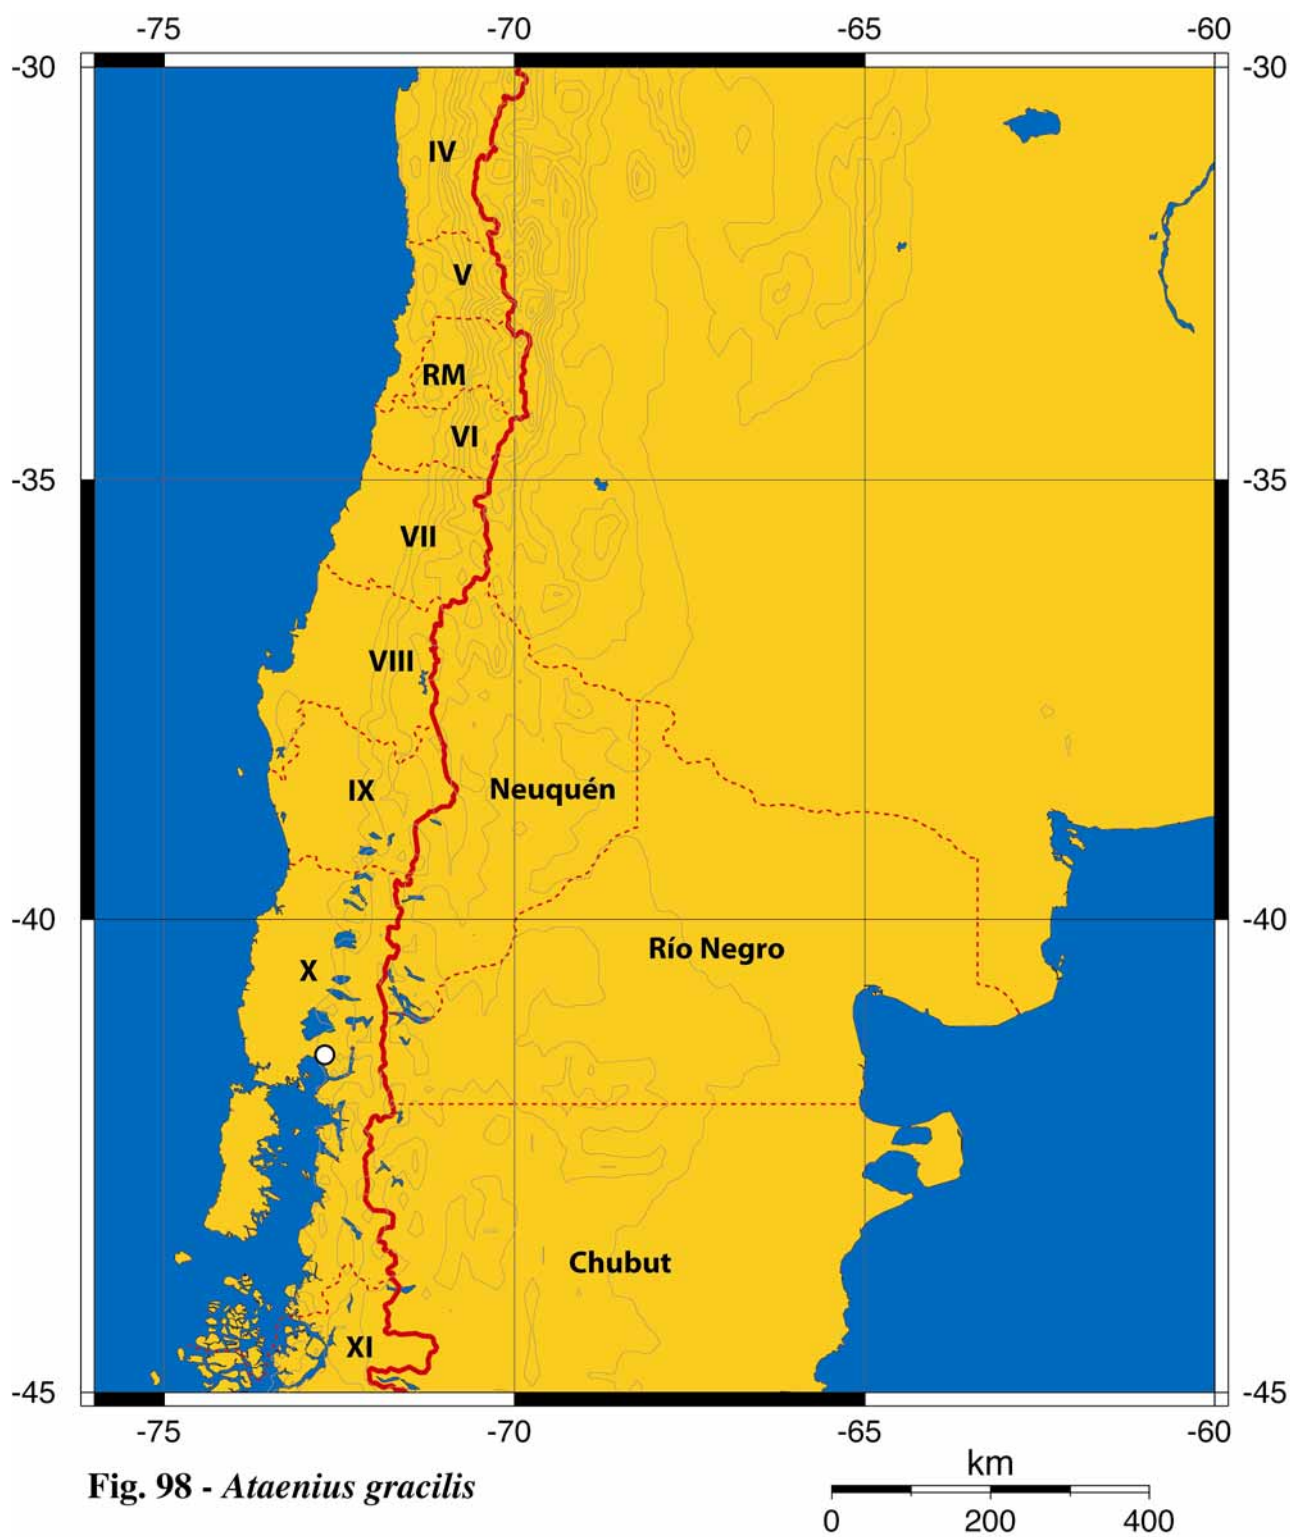 -75 -70 -65 -60
-30 -30
IV
V
RM
VI
-35 -35
VII
VIII
IX Neuquén
-40 -40
Río Negro
X
Chubut
XI
-45 -45
-75 -70 -65 -60
km
Fig. 98 - Ataenius gracilis
0 200 400